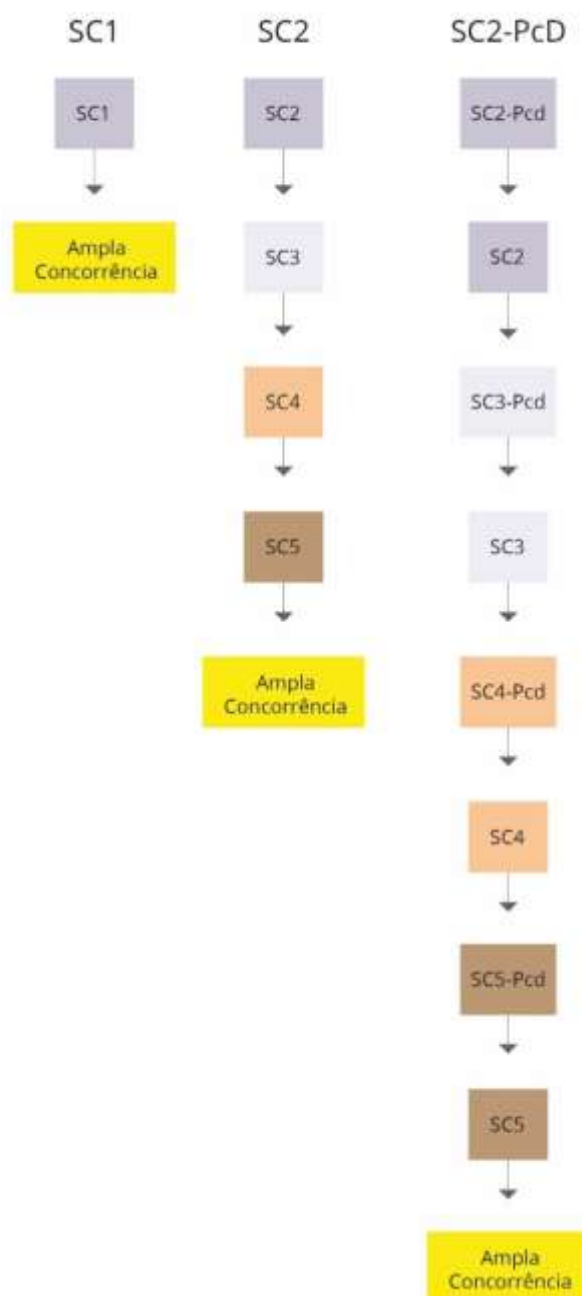 SC1
SC2
SC2-PcD
SC1
SC2
SC2-Pcd
Ampla
Concorrência
SC3
SC2
SC4
SC3-Pcd
SC5
SC3
Ampla
Concorrência
SC4-Pcd
SC4
SC5-Pcd
SC5
Ampla
Concorrência